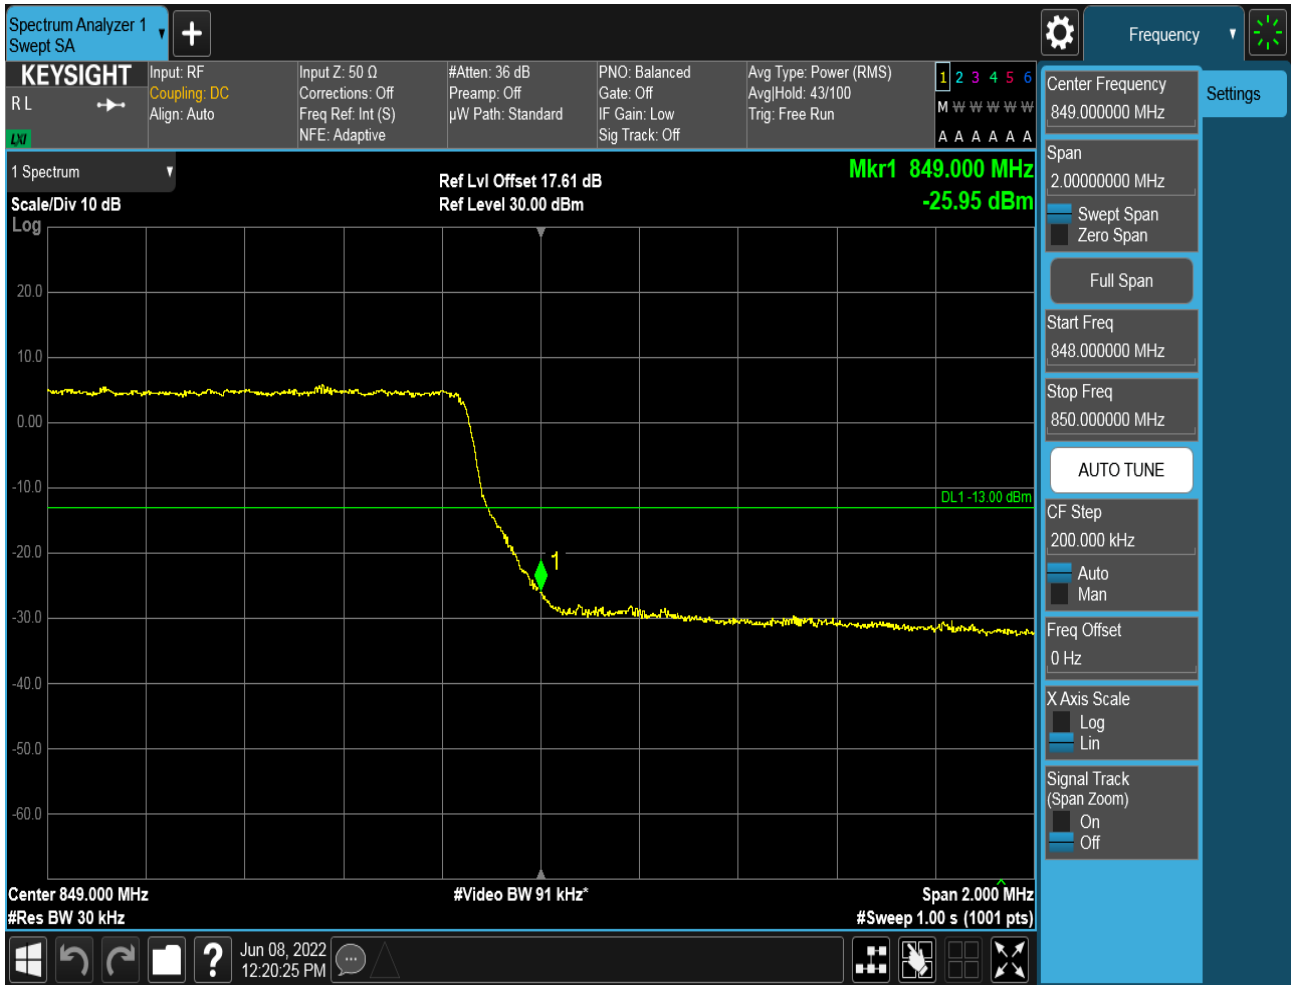 Spectrum Analyzer 1
Swept SA
Frequency
KEYSIGHT
R L
LXI
Input: RF
Coupling: DC
Align: Auto
Input Z: 50 Ω
Corrections: Off
Freq Ref: Int (S)
NFE: Adaptive
#Atten: 36 dB
Preamp: Off
µW Path: Standard
PNO: Balanced
Gate: Off
IF Gain: Low
Sig Track: Off
Avg Type: Power (RMS)
Avg|Hold: 43/100
Trig: Free Run
1 2 3 4 5 6
M W W W W W
A A A A A A
1 Spectrum
Scale/Div 10 dB
Log
Ref Lvl Offset 17.61 dB
Ref Level 30.00 dBm
Mkr1 849.000 MHz
-25.95 dBm
20.0
10.0
0.00
-10.0
-20.0
-30.0
-40.0
-50.0
-60.0
DL1 -13.00 dBm
1
Center 849.000 MHz
#Res BW 30 kHz
#Video BW 91 kHz*
Span 2.000 MHz
#Sweep 1.00 s (1001 pts)
Jun 08, 2022
12:20:25 PM
Center Frequency
849.000000 MHz
Settings
Span
2.00000000 MHz
Swept Span
Zero Span
Full Span
Start Freq
848.000000 MHz
Stop Freq
850.000000 MHz
AUTO TUNE
CF Step
200.000 kHz
Auto
Man
Freq Offset
0 Hz
X Axis Scale
Log
Lin
Signal Track
(Span Zoom)
On
Off